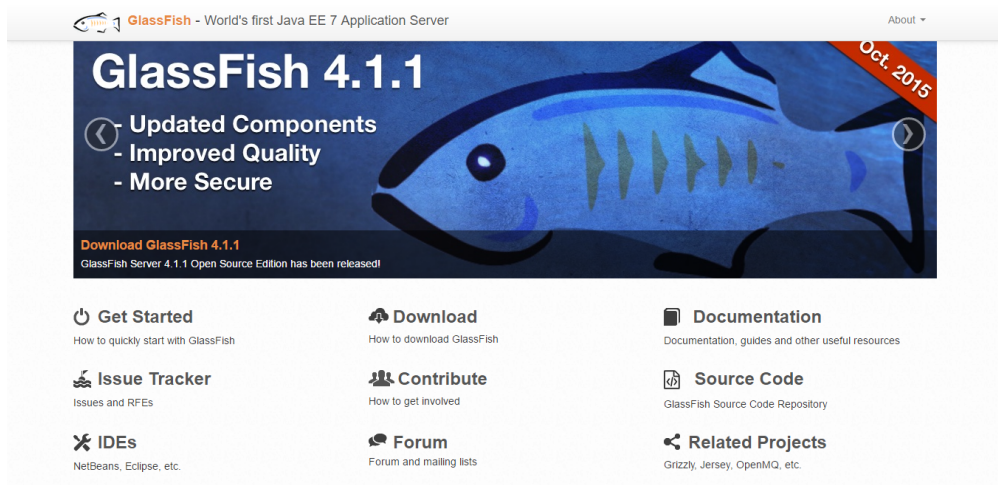 GlassFish - World's first Java EE 7 Application Server
About
GlassFish 4.1.1
Oct. 2015
- Updated Components
- Improved Quality
- More Secure
Download GlassFish 4.1.1
GlassFish Server 4.1.1 Open Source Edition has been released!
Get Started
How to quickly start with GlassFish
Download
How to download GlassFish
Documentation
Documentation, guides and other useful resources
Issue Tracker
Issues and RFEs
Contribute
How to get involved
Source Code
GlassFish Source Code Repository
IDEs
NetBeans, Eclipse, etc.
Forum
Forum and mailing lists
Related Projects
Grizzly, Jersey, OpenMQ, etc.